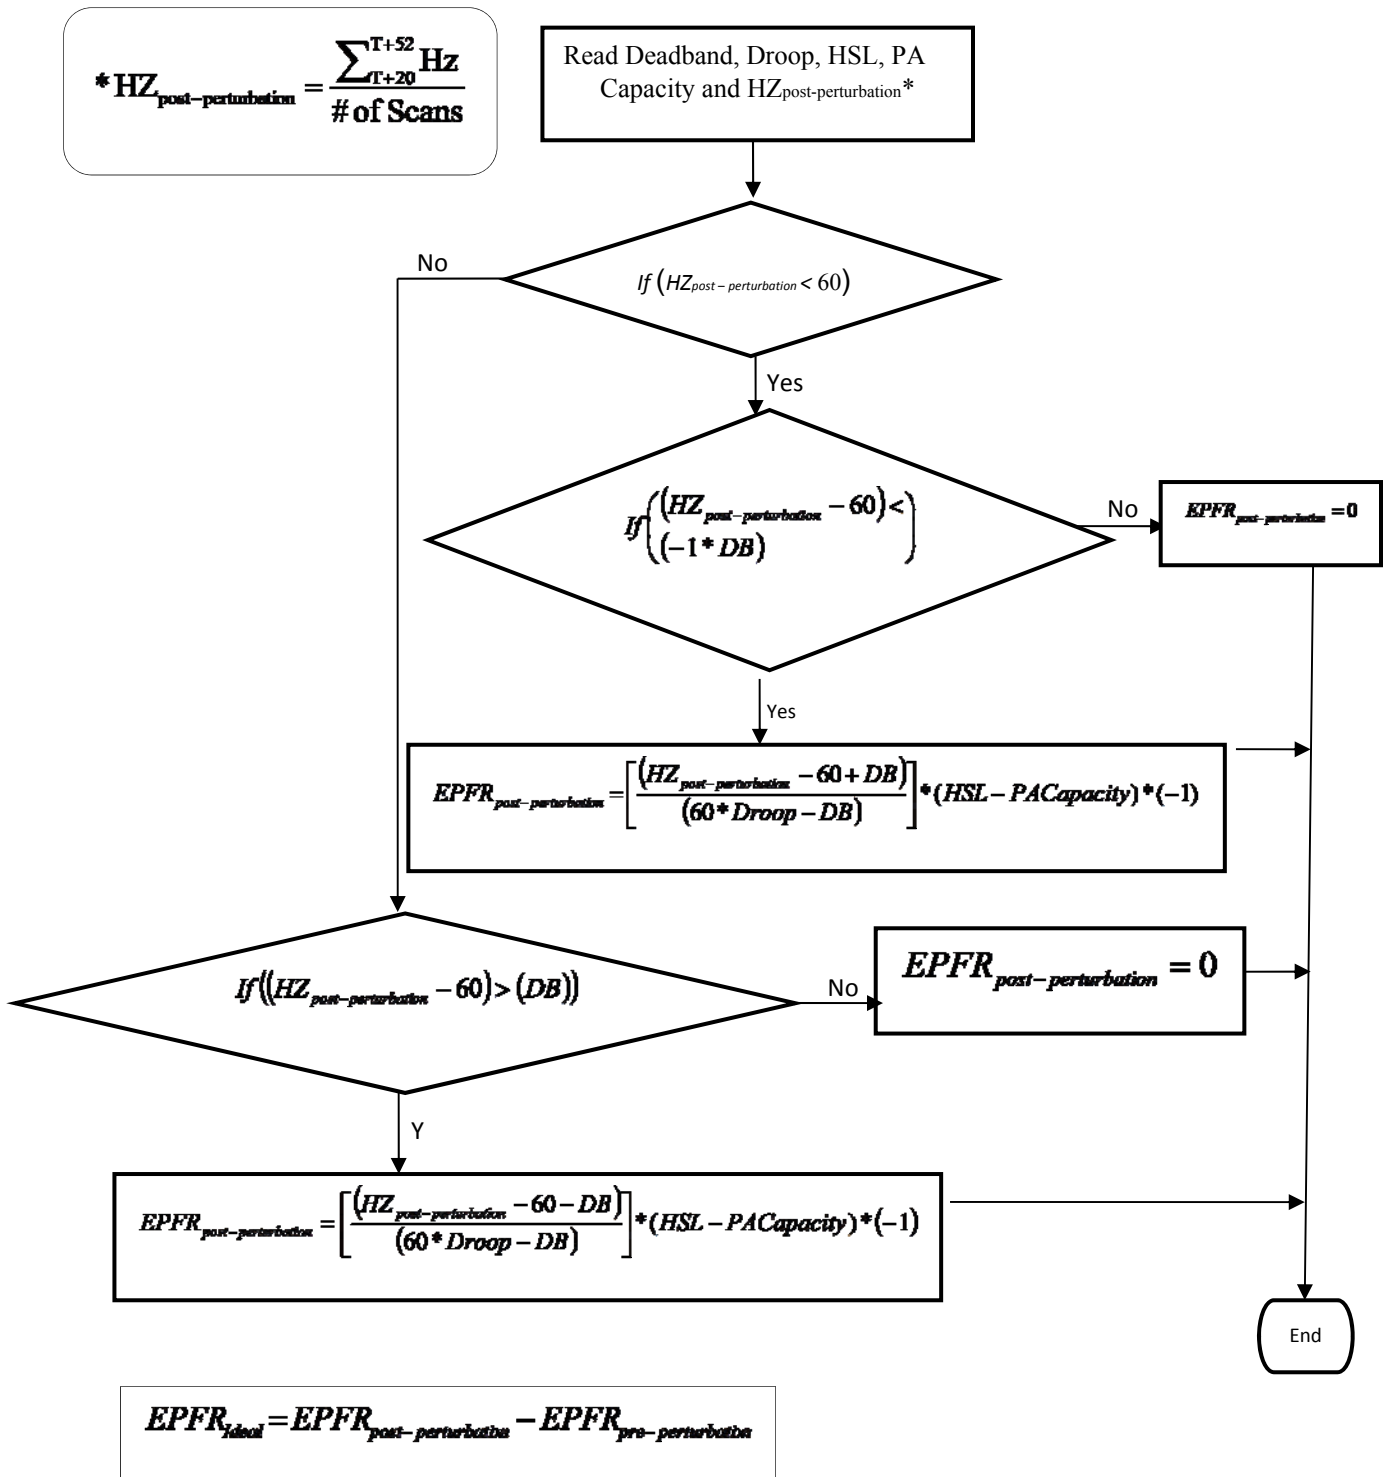 * HZpost-perturbation = ∑T+20^T+52 Hz / # of Scans
Read Deadband, Droop, HSL, PA
Capacity and HZpost-perturbation*
No
If (HZpost – perturbation < 60)
Yes
If ((HZpost-perturbation − 60) <
(−1 * DB))
No
EPFRpost-perturbation = 0
Yes
EPFRpost-perturbation = [(HZpost-perturbation − 60 + DB) / (60 * Droop − DB)] * (HSL − PACapacity) * (−1)
If ((HZpost-perturbation − 60) > (DB))
No
EPFRpost-perturbation = 0
Y
EPFRpost-perturbation = [(HZpost-perturbation − 60 − DB) / (60 * Droop − DB)] * (HSL − PACapacity) * (−1)
End
EPFRIdeal = EPFRpost-perturbation − EPFRpre-perturbation